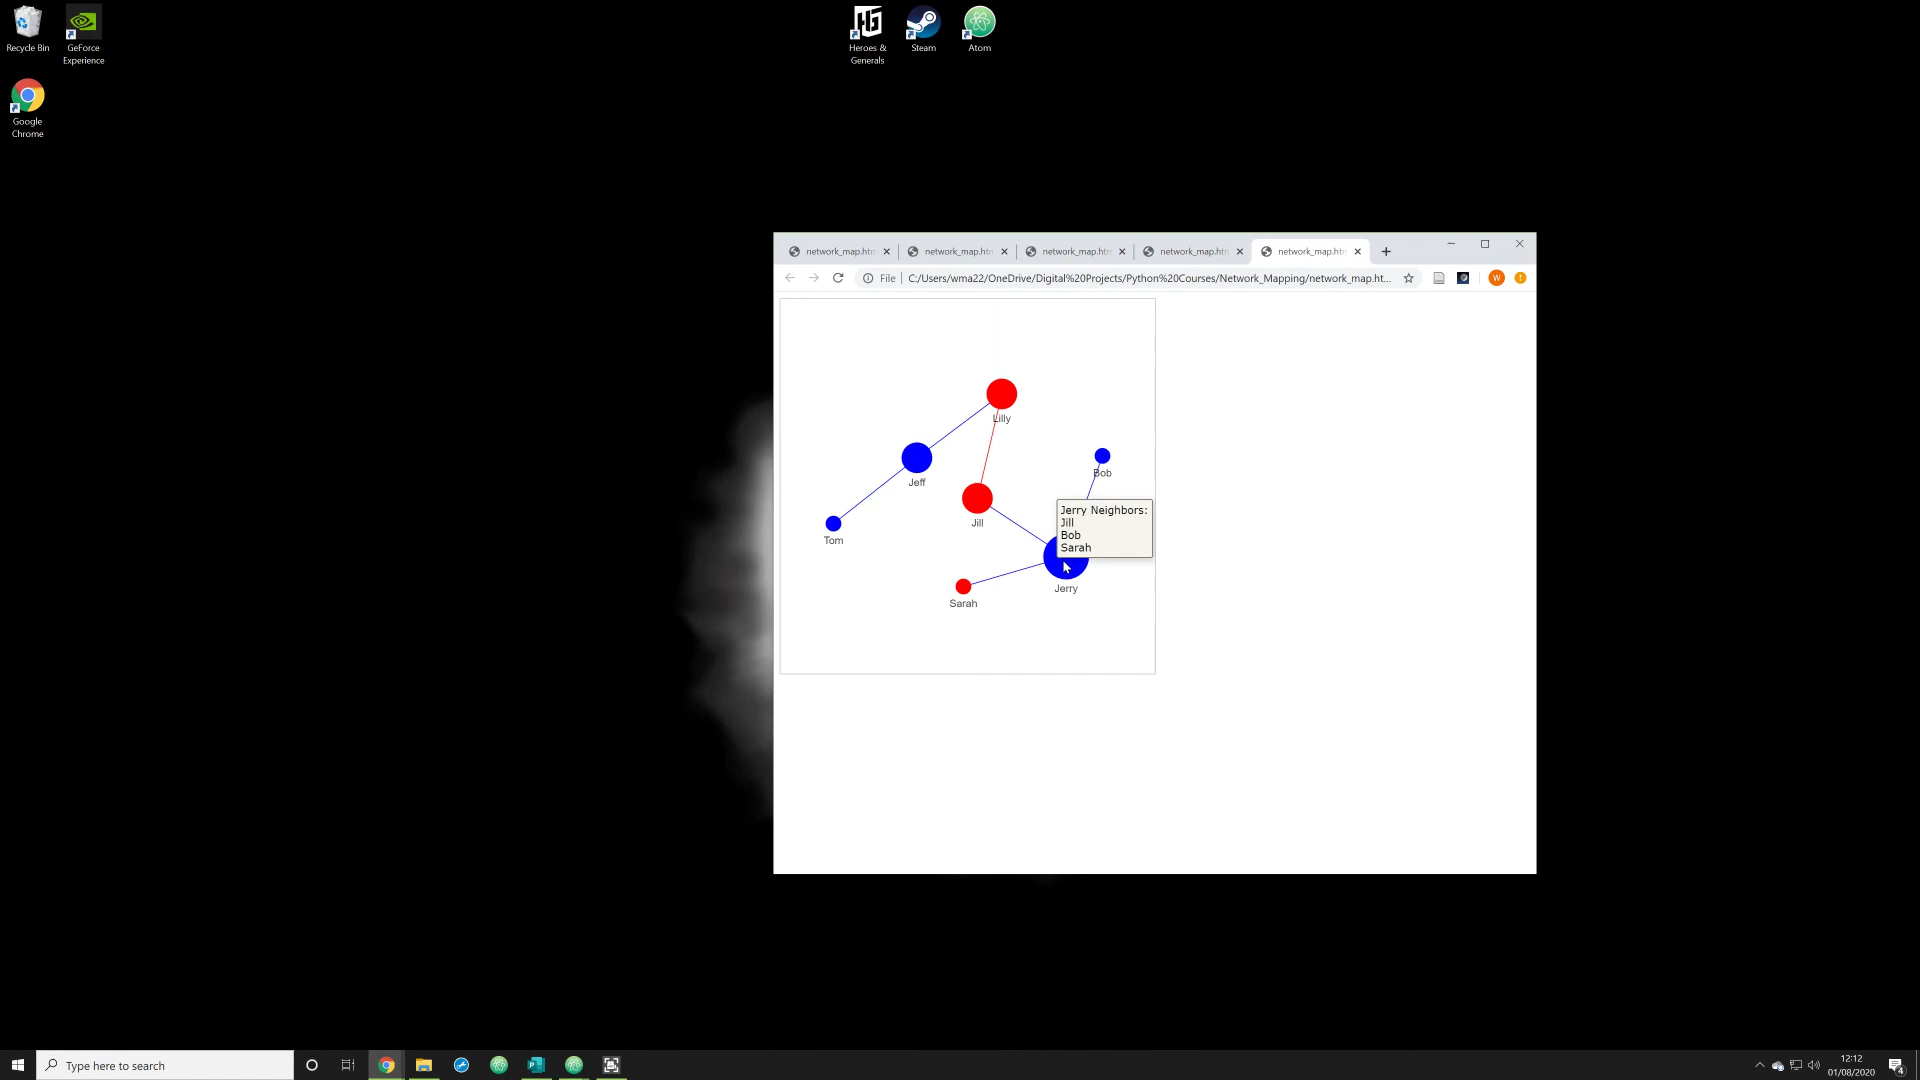 Recycle Bin
GeForce
Experience
Heroes &
Generals
Steam
Atom
Google
Chrome
network_map.htm
network_map.htm
network_map.htm
network_map.htm
network_map.htm
File
C:/Users/wma22/OneDrive/Digital%20Projects/Python%20Courses/Network_Mapping/network_map.ht...
W
Lilly
Bob
Jeff
Jill
Tom
Jerry Neighbors:
Jill
Bob
Sarah
Jerry
Sarah
Type here to search
12:12
01/08/2020
4